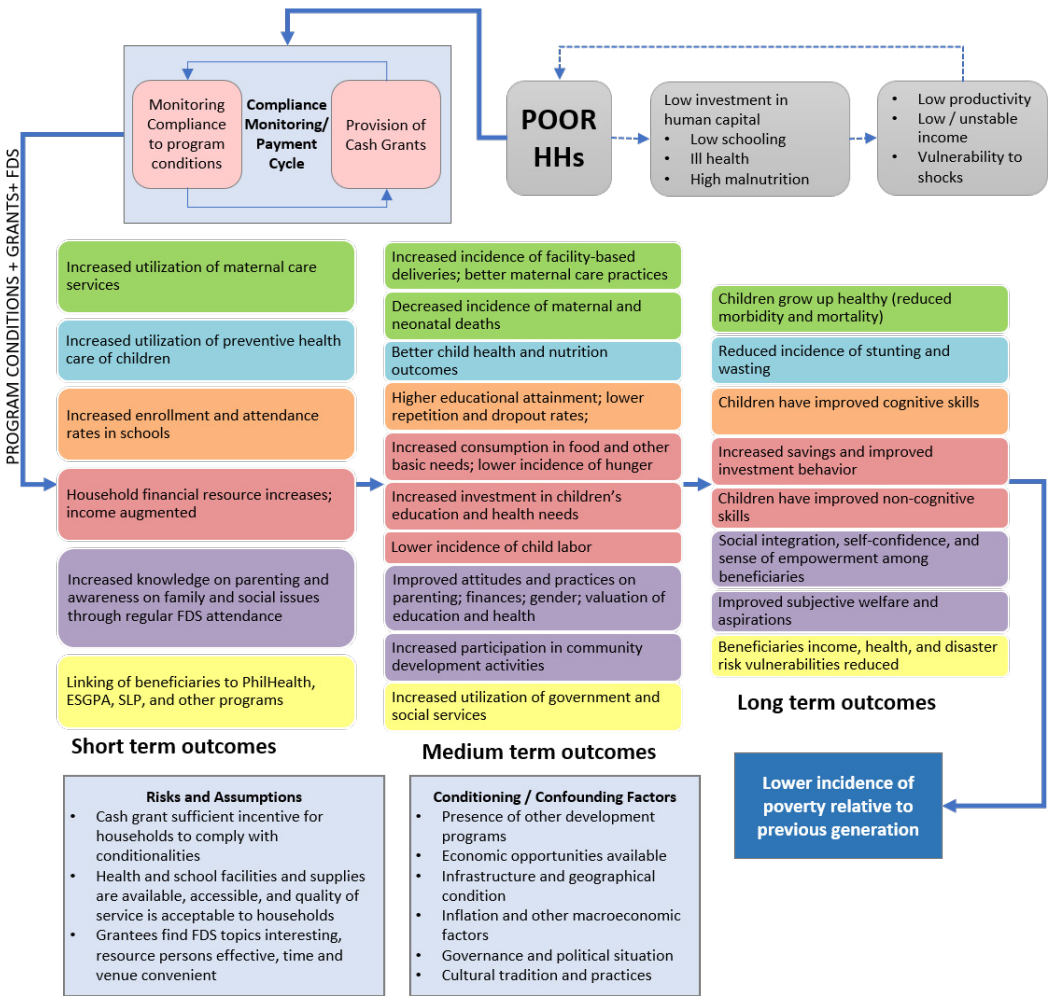 Monitoring
Compliance
to program
conditions
Compliance
Monitoring/
Payment
Cycle
Provision of
Cash Grants
POOR
HHs
Low investment in
human capital
• Low schooling
• Ill health
• High malnutrition
• Low productivity
• Low / unstable
income
• Vulnerability to
shocks
PROGRAM CONDITIONS + GRANTS+ FDS
Increased utilization of maternal care
services
Increased utilization of preventive health
care of children
Increased enrollment and attendance
rates in schools
Household financial resource increases;
income augmented
Increased knowledge on parenting and
awareness on family and social issues
through regular FDS attendance
Linking of beneficiaries to PhilHealth,
ESGPA, SLP, and other programs
Short term outcomes
Increased incidence of facility-based
deliveries; better maternal care practices
Decreased incidence of maternal and
neonatal deaths
Better child health and nutrition
outcomes
Higher educational attainment; lower
repetition and dropout rates;
Increased consumption in food and other
basic needs; lower incidence of hunger
Increased investment in children's
education and health needs
Lower incidence of child labor
Improved attitudes and practices on
parenting; finances; gender; valuation of
education and health
Increased participation in community
development activities
Increased utilization of government and
social services
Medium term outcomes
Children grow up healthy (reduced
morbidity and mortality)
Reduced incidence of stunting and
wasting
Children have improved cognitive skills
Increased savings and improved
investment behavior
Children have improved non-cognitive
skills
Social integration, self-confidence, and
sense of empowerment among
beneficiaries
Improved subjective welfare and
aspirations
Beneficiaries income, health, and disaster
risk vulnerabilities reduced
Long term outcomes
Risks and Assumptions
• Cash grant sufficient incentive for
households to comply with
conditionalities
• Health and school facilities and supplies
are available, accessible, and quality of
service is acceptable to households
• Grantees find FDS topics interesting,
resource persons effective, time and
venue convenient
Conditioning / Confounding Factors
• Presence of other development
programs
• Economic opportunities available
• Infrastructure and geographical
condition
• Inflation and other macroeconomic
factors
• Governance and political situation
• Cultural tradition and practices
Lower incidence of
poverty relative to
previous generation